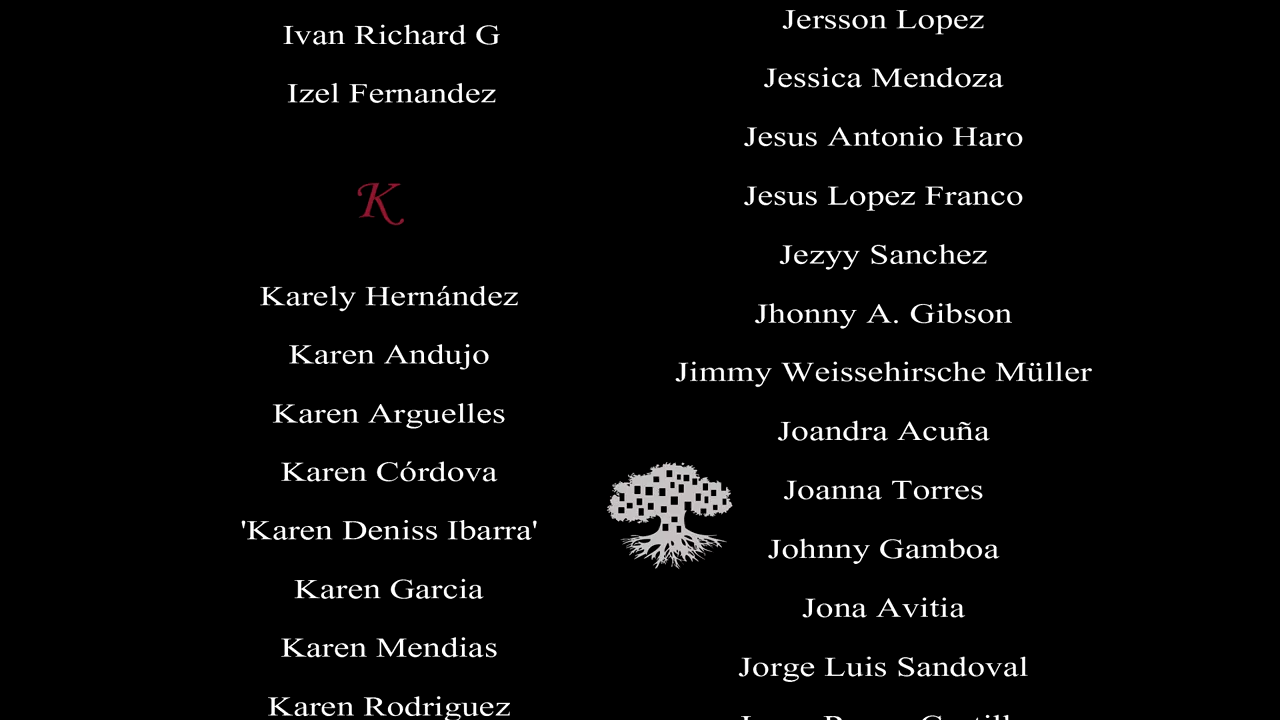 Ivan Richard G
Izel Fernandez
K
Karely Hernández
Karen Andujo
Karen Arguelles
Karen Córdova
'Karen Deniss Ibarra'
Karen Garcia
Karen Mendias
Karen Rodriguez
Jersson Lopez
Jessica Mendoza
Jesus Antonio Haro
Jesus Lopez Franco
Jezyy Sanchez
Jhonny A. Gibson
Jimmy Weissehirsche Müller
Joandra Acuña
Joanna Torres
Johnny Gamboa
Jona Avitia
Jorge Luis Sandoval